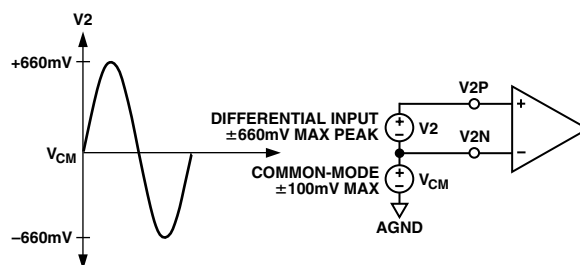 V2
+660mV
V2P
+
DIFFERENTIAL INPUT
±660mV MAX PEAK
+
−
V2
V2N
−
VCM
COMMON-MODE
±100mV MAX
+
−
VCM
AGND
−660mV